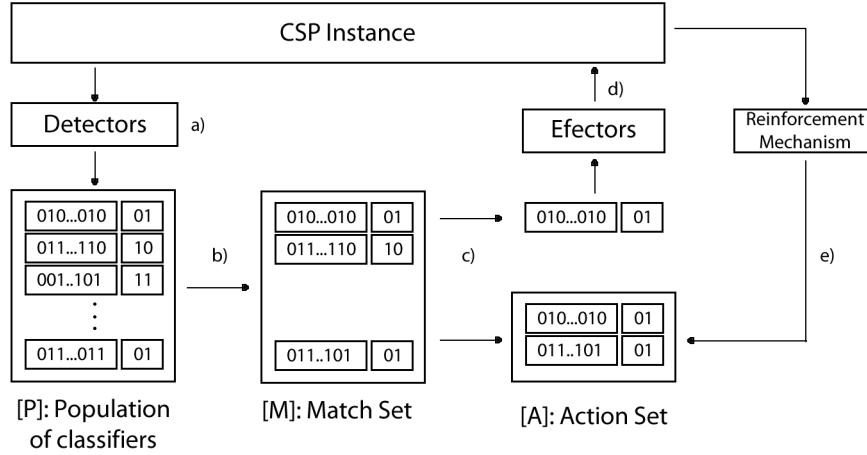 CSP Instance
Detectors
a)
d)
Efectors
Reinforcement
Mechanism
010...010 01
011...110 10
001..101 11
011...011 01
b)
010...010 01
011...110 10
011..101 01
c)
010...010 01
010...010 01
011..101 01
e)
[P]: Population
of classifiers
[M]: Match Set
[A]: Action Set